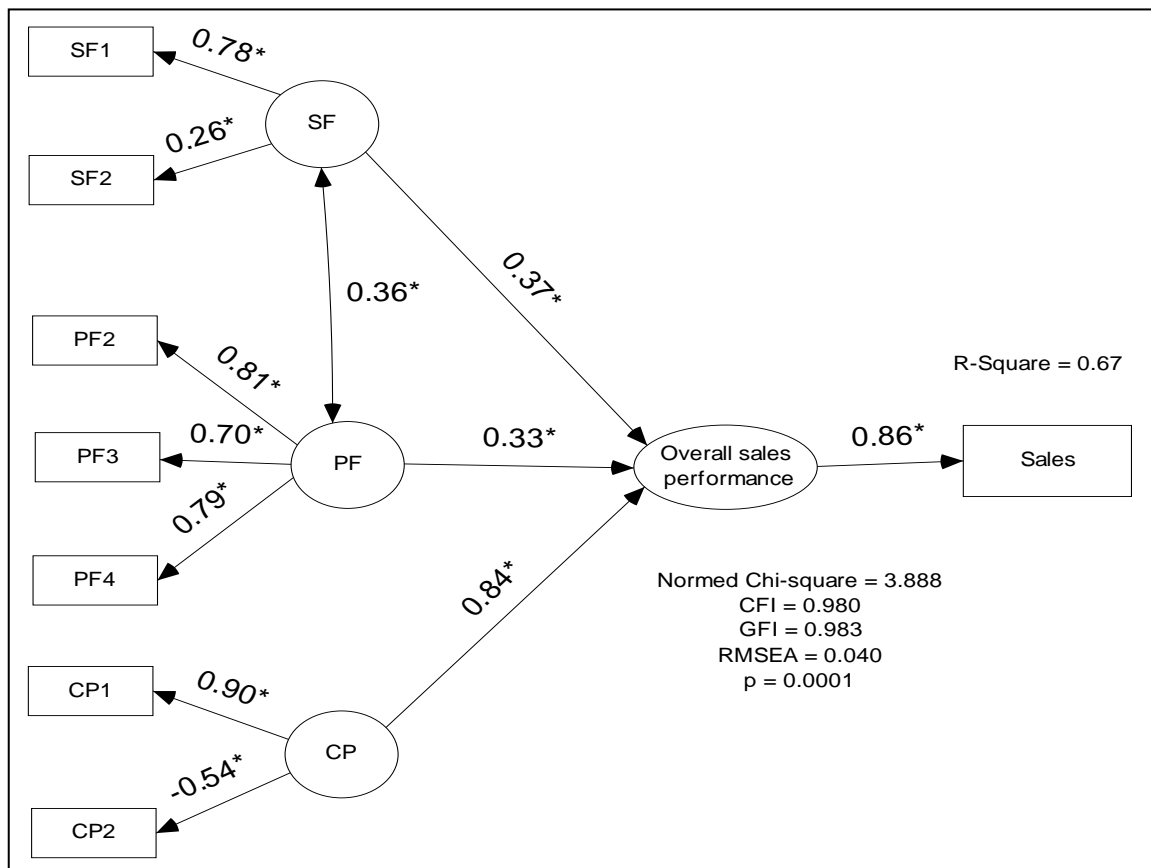 SF1
0.78*
SF
0.26*
SF2
0.36*
0.37*
PF2
0.81*
R-Square = 0.67
PF3
0.70*
PF
0.33*
Overall sales
performance
0.86*
Sales
0.79*
PF4
0.84*
Normed Chi-square = 3.888
CFI = 0.980
GFI = 0.983
RMSEA = 0.040
p = 0.0001
CP1
0.90*
CP
-0.54*
CP2